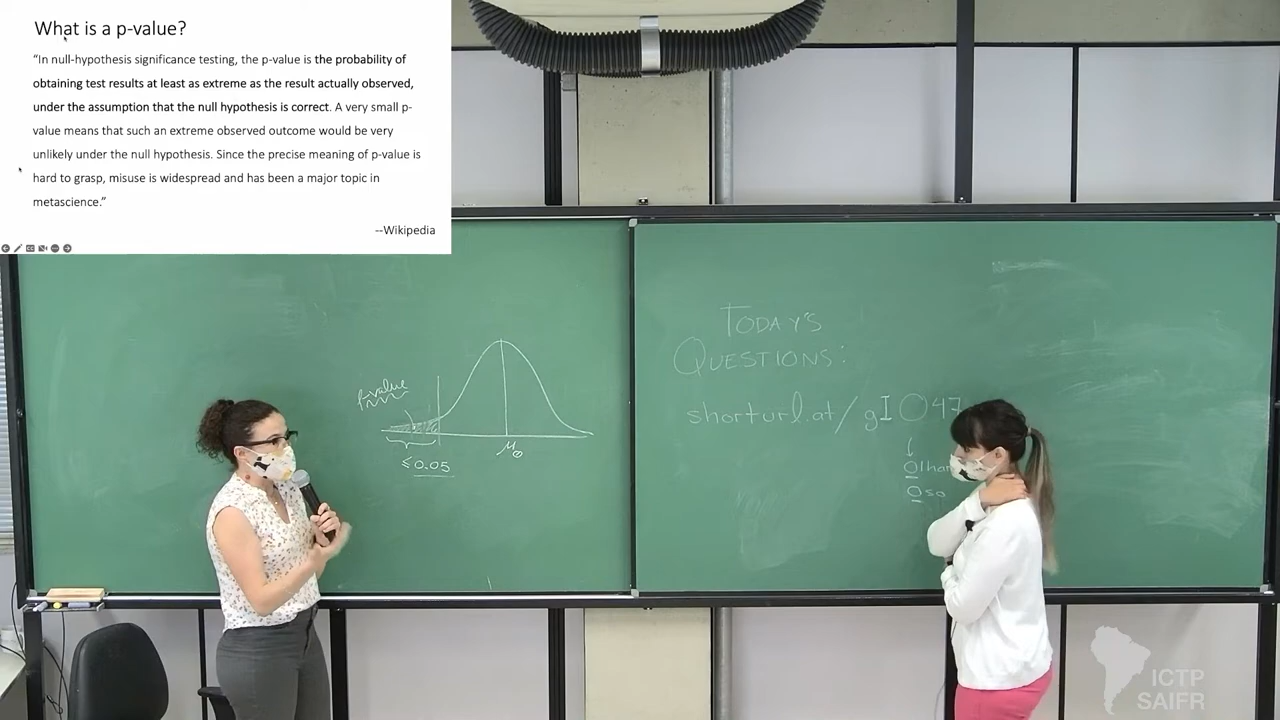 What is a p-value?
“In null-hypothesis significance testing, the p-value is the probability of
obtaining test results at least as extreme as the result actually observed,
under the assumption that the null hypothesis is correct. A very small p-
value means that such an extreme observed outcome would be very
unlikely under the null hypothesis. Since the precise meaning of p-value is
hard to grasp, misuse is widespread and has been a major topic in
metascience.”
--Wikipedia
p-value
≤ 0.05
μ₀
TODAY'S
QUESTIONS:
shorturl.at/gIO47
Olhar
Oso
ICTP
SAIFR